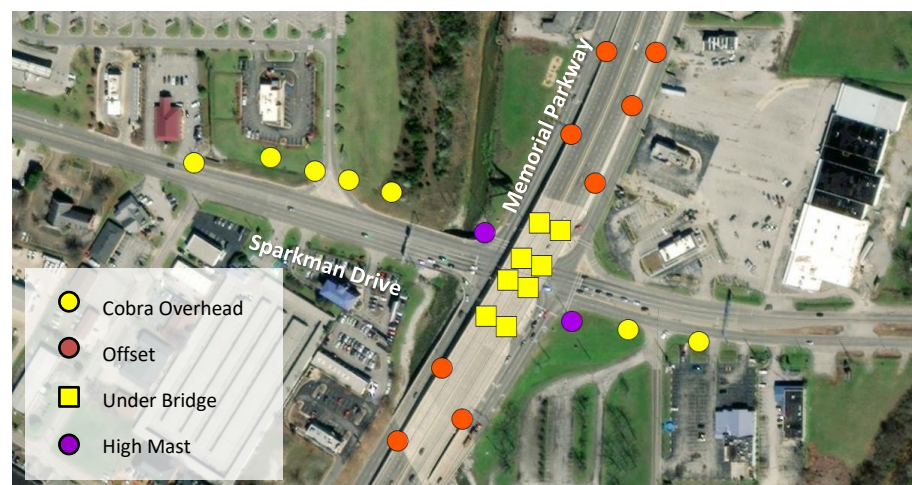 Memorial Parkway
Sparkman Drive
Cobra Overhead
Offset
Under Bridge
High Mast